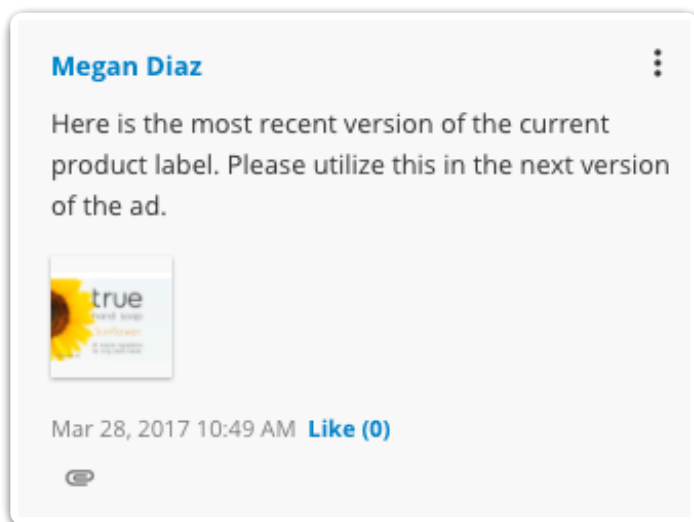 Megan Diaz
Here is the most recent version of the current
product label. Please utilize this in the next version
of the ad.
true
hand soap
sunflower
Mar 28, 2017 10:49 AM Like (0)